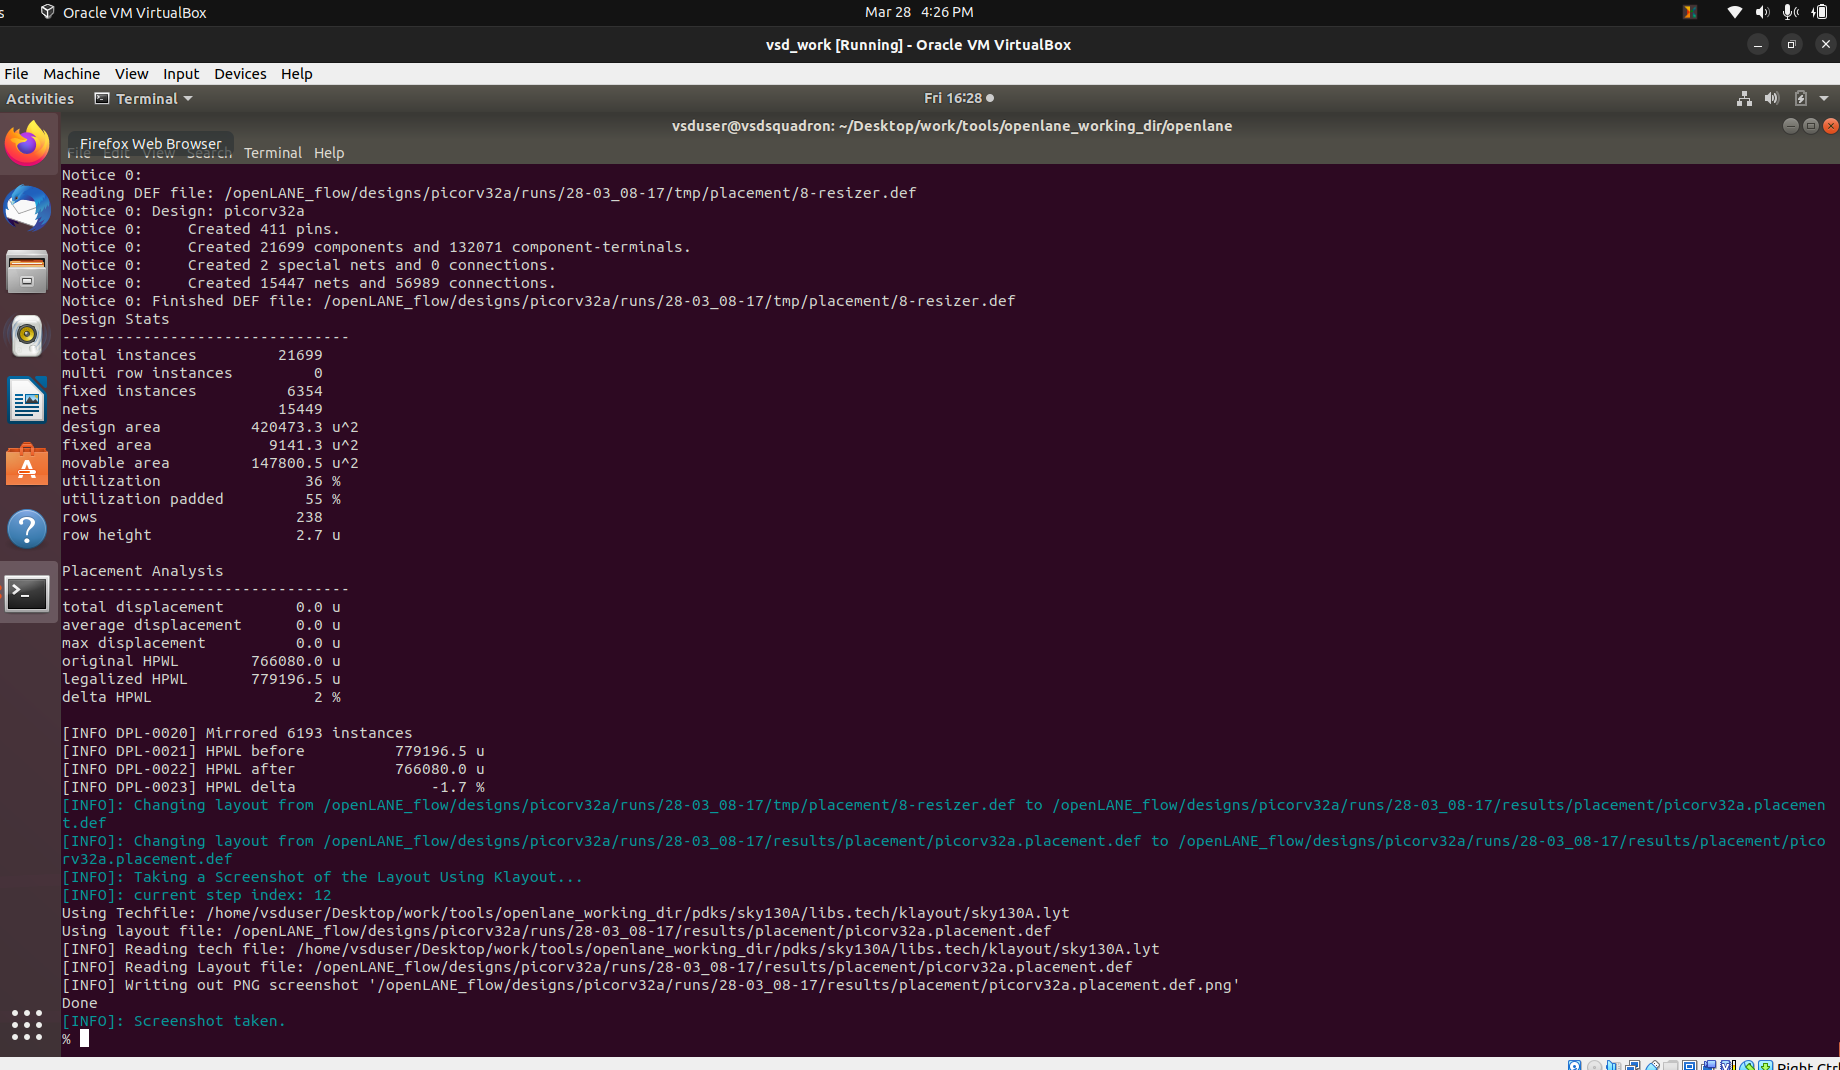 Oracle VM VirtualBox
Mar 28 4:26 PM
vsd_work [Running] - Oracle VM VirtualBox
File Machine View Input Devices Help
Activities Terminal
Fri 16:28
vsduser@vsdsquadron: ~/Desktop/work/tools/openlane_working_dir/openlane
Firefox Web Browser
File Edit View Search Terminal Help
Notice 0:
Reading DEF file: /openLANE_flow/designs/picorv32a/runs/28-03_08-17/tmp/placement/8-resizer.def
Notice 0: Design: picorv32a
Notice 0:     Created 411 pins.
Notice 0:     Created 21699 components and 132071 component-terminals.
Notice 0:     Created 2 special nets and 0 connections.
Notice 0:     Created 15447 nets and 56989 connections.
Notice 0: Finished DEF file: /openLANE_flow/designs/picorv32a/runs/28-03_08-17/tmp/placement/8-resizer.def
Design Stats
--------------------------------
total instances         21699
multi row instances         0
fixed instances          6354
nets                    15449
design area          420473.3 u^2
fixed area             9141.3 u^2
movable area         147800.5 u^2
utilization                36 %
utilization padded         55 %
rows                      238
row height                2.7 u
Placement Analysis
--------------------------------
total displacement        0.0 u
average displacement      0.0 u
max displacement          0.0 u
original HPWL        766080.0 u
legalized HPWL       779196.5 u
delta HPWL                  2 %
[INFO DPL-0020] Mirrored 6193 instances
[INFO DPL-0021] HPWL before          779196.5 u
[INFO DPL-0022] HPWL after           766080.0 u
[INFO DPL-0023] HPWL delta               -1.7 %
[INFO]: Changing layout from /openLANE_flow/designs/picorv32a/runs/28-03_08-17/tmp/placement/8-resizer.def to /openLANE_flow/designs/picorv32a/runs/28-03_08-17/results/placement/picorv32a.placemen
t.def
[INFO]: Changing layout from /openLANE_flow/designs/picorv32a/runs/28-03_08-17/results/placement/picorv32a.placement.def to /openLANE_flow/designs/picorv32a/runs/28-03_08-17/results/placement/pico
rv32a.placement.def
[INFO]: Taking a Screenshot of the Layout Using Klayout...
[INFO]: current step index: 12
Using Techfile: /home/vsduser/Desktop/work/tools/openlane_working_dir/pdks/sky130A/libs.tech/klayout/sky130A.lyt
Using layout file: /openLANE_flow/designs/picorv32a/runs/28-03_08-17/results/placement/picorv32a.placement.def
[INFO] Reading tech file: /home/vsduser/Desktop/work/tools/openlane_working_dir/pdks/sky130A/libs.tech/klayout/sky130A.lyt
[INFO] Reading Layout file: /openLANE_flow/designs/picorv32a/runs/28-03_08-17/results/placement/picorv32a.placement.def
[INFO] Writing out PNG screenshot '/openLANE_flow/designs/picorv32a/runs/28-03_08-17/results/placement/picorv32a.placement.def.png'
Done
[INFO]: Screenshot taken.
%
Right Ctrl